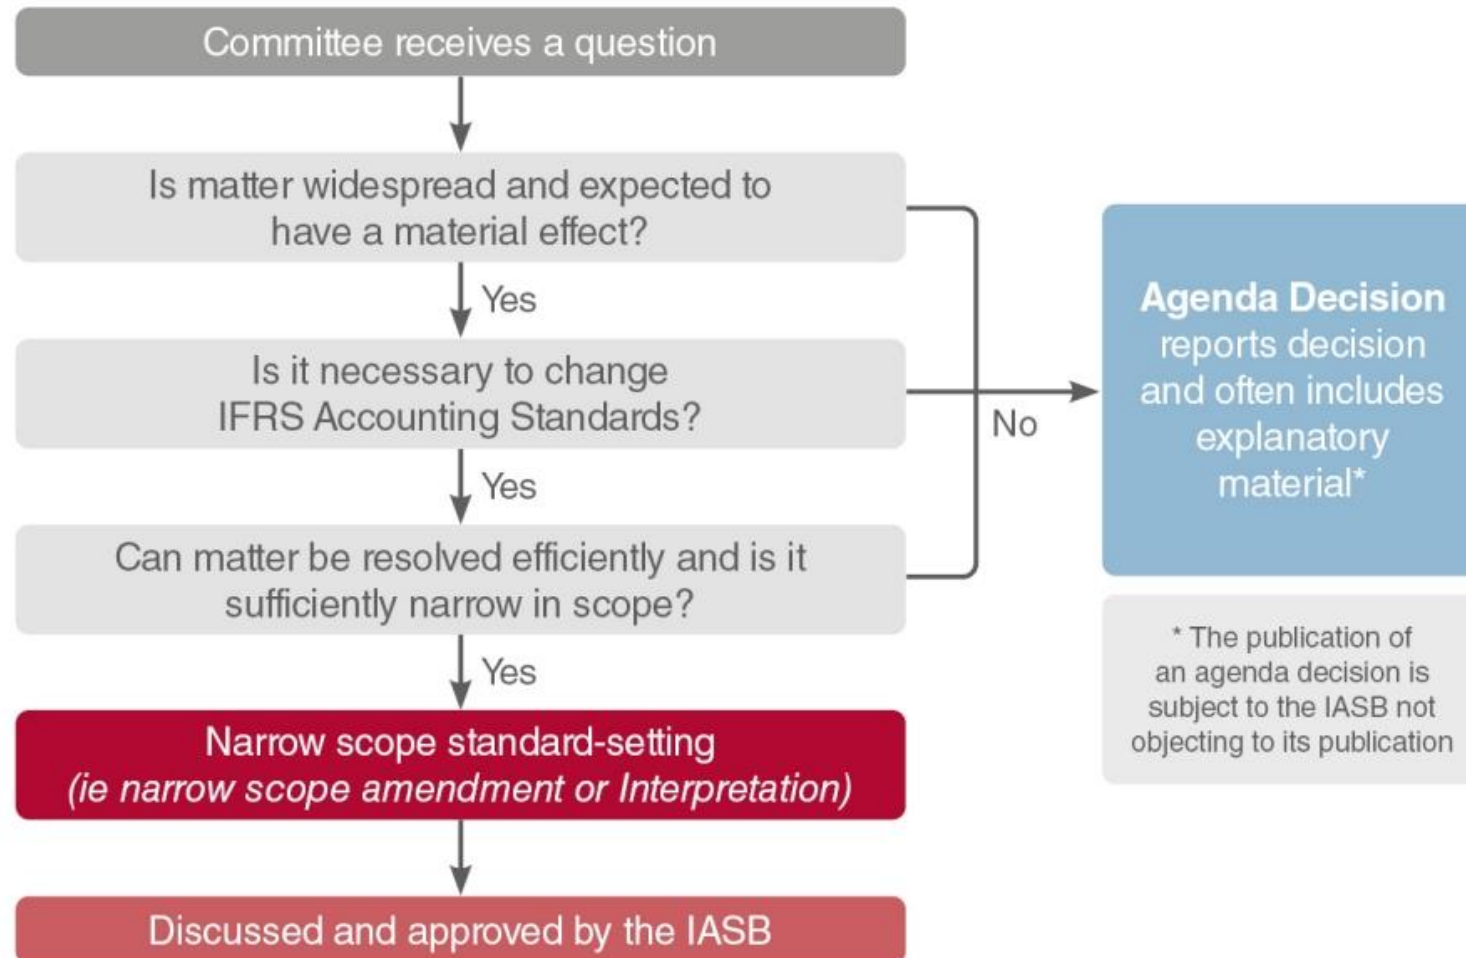 Committee receives a question
Is matter widespread and expected to
have a material effect?
Yes
Is it necessary to change
IFRS Accounting Standards?
Yes
Can matter be resolved efficiently and is it
sufficiently narrow in scope?
Yes
Narrow scope standard-setting
(ie narrow scope amendment or Interpretation)
Discussed and approved by the IASB
No
Agenda Decision
reports decision
and often includes
explanatory
material*
* The publication of
an agenda decision is
subject to the IASB not
objecting to its publication